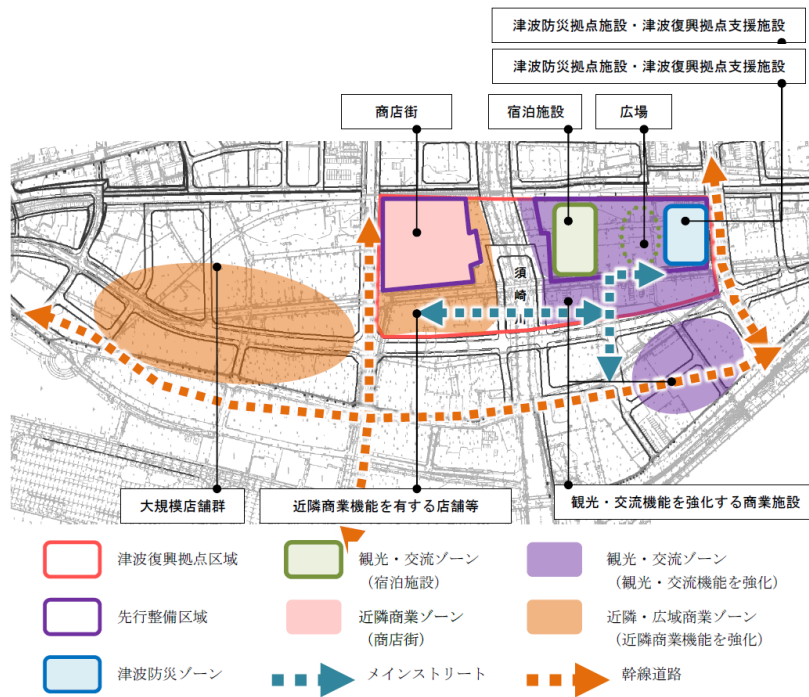 津波防災拠点施設・津波復興拠点支援施設
津波防災拠点施設・津波復興拠点支援施設
商店街
宿泊施設
広場
須
崎
川
大規模店舗群
近隣商業機能を有する店舗等
観光・交流機能を強化する商業施設
津波復興拠点区域
観光・交流ゾーン
（宿泊施設）
観光・交流ゾーン
（観光・交流機能を強化）
先行整備区域
近隣商業ゾーン
（商店街）
近隣・広域商業ゾーン
（近隣商業機能を強化）
津波防災ゾーン
メインストリート
幹線道路